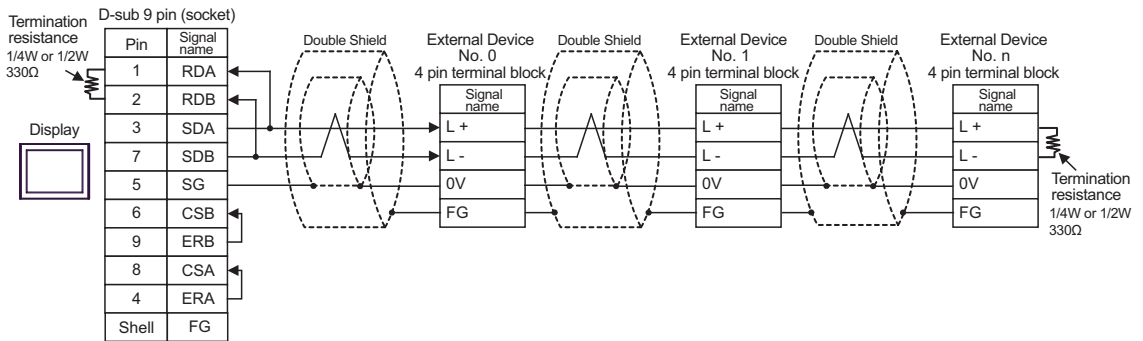 D-sub 9 pin (socket)
Termination
resistance
1/4W or 1/2W
330Ω
Display
Pin Signal name
1 RDA
2 RDB
3 SDA
7 SDB
5 SG
6 CSB
9 ERB
8 CSA
4 ERA
Shell FG
Double Shield
External Device
No. 0
4 pin terminal block
Signal
name
L +
L -
0V
FG
Double Shield
External Device
No. 1
4 pin terminal block
Signal
name
L +
L -
0V
FG
Double Shield
External Device
No. n
4 pin terminal block
Signal
name
L +
L -
0V
FG
Termination
resistance
1/4W or 1/2W
330Ω